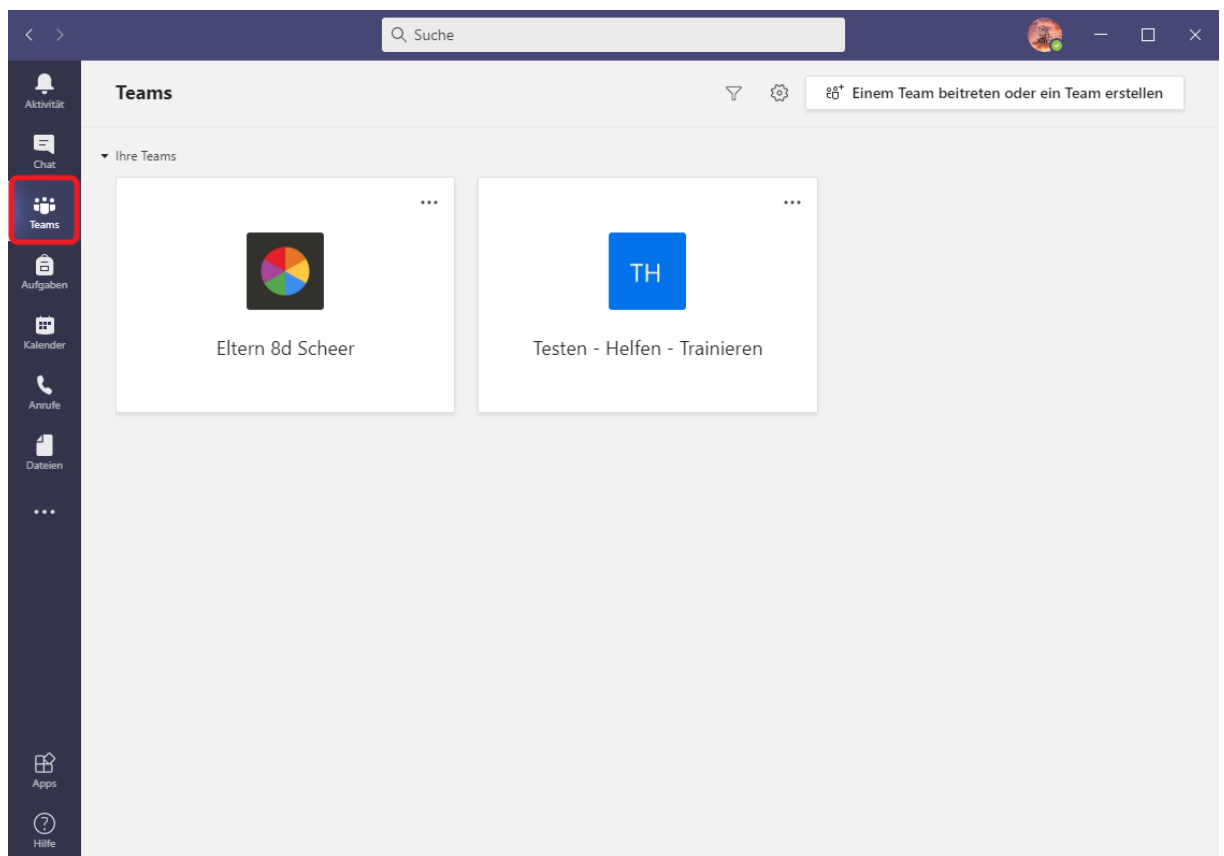 Suche
Aktivität
Chat
Teams
Aufgaben
Kalender
Anrufe
Dateien
Apps
Hilfe
Teams
Einem Team beitreten oder ein Team erstellen
Ihre Teams
Eltern 8d Scheer
TH
Testen - Helfen - Trainieren